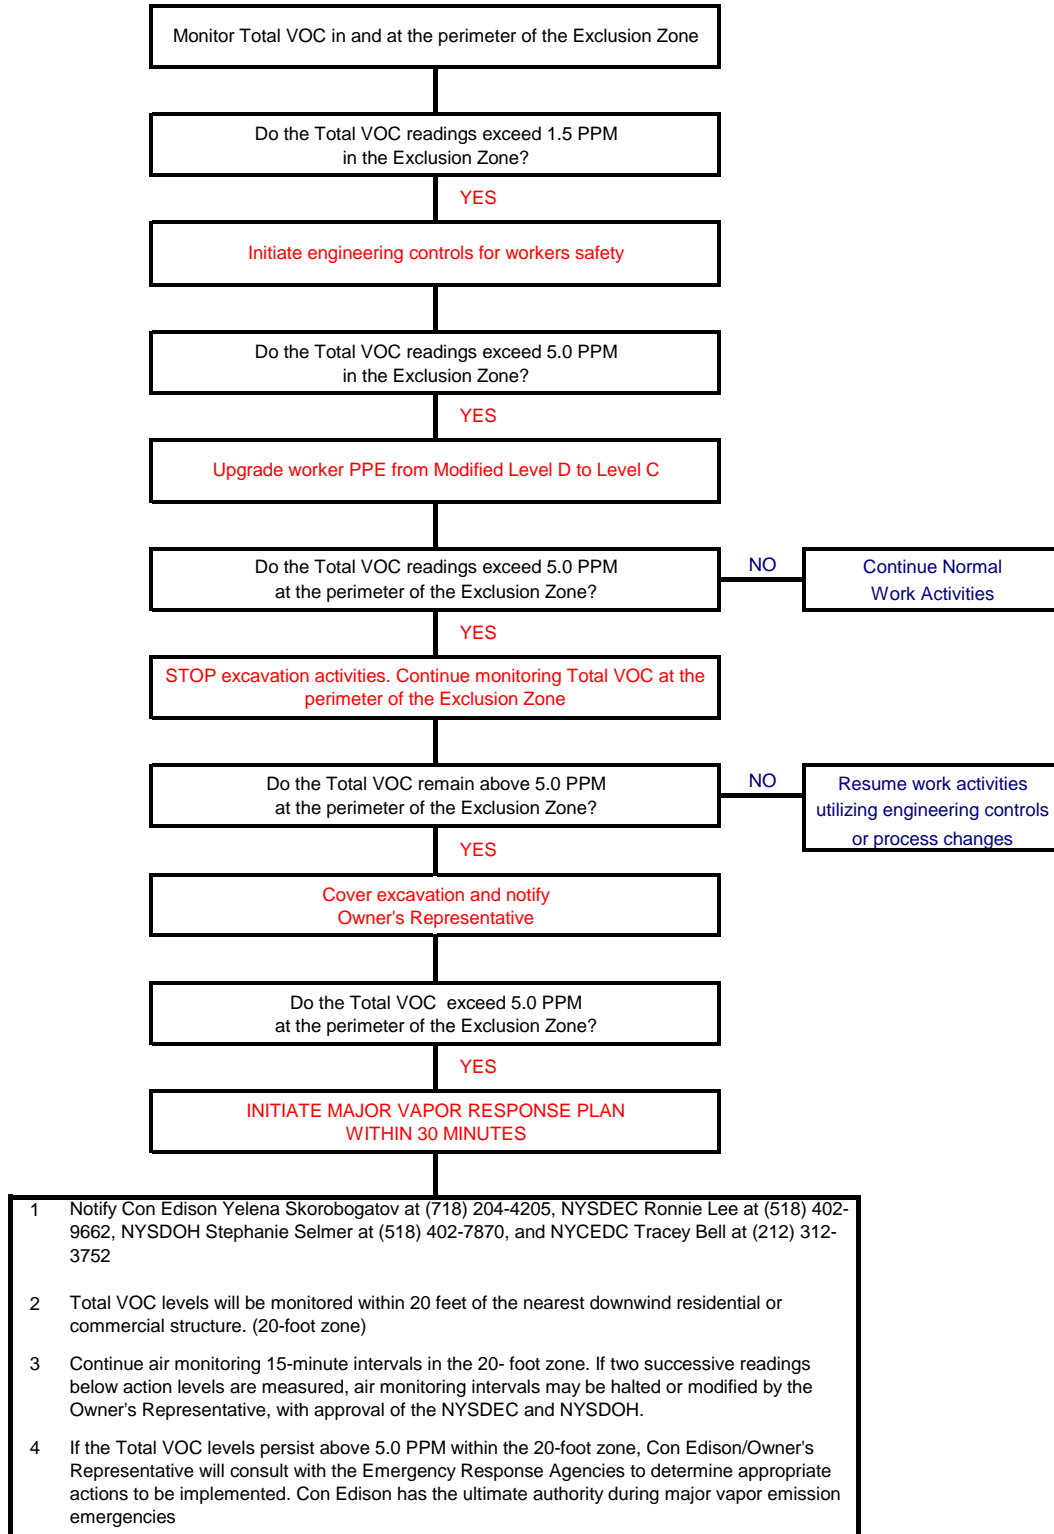 Monitor Total VOC in and at the perimeter of the Exclusion Zone
Do the Total VOC readings exceed 1.5 PPM
in the Exclusion Zone?
YES
Initiate engineering controls for workers safety
Do the Total VOC readings exceed 5.0 PPM
in the Exclusion Zone?
YES
Upgrade worker PPE from Modified Level D to Level C
Do the Total VOC readings exceed 5.0 PPM
at the perimeter of the Exclusion Zone?
NO
Continue Normal
Work Activities
YES
STOP excavation activities. Continue monitoring Total VOC at the
perimeter of the Exclusion Zone
Do the Total VOC remain above 5.0 PPM
at the perimeter of the Exclusion Zone?
NO
Resume work activities
utilizing engineering controls
or process changes
YES
Cover excavation and notify
Owner's Representative
Do the Total VOC  exceed 5.0 PPM
at the perimeter of the Exclusion Zone?
YES
INITIATE MAJOR VAPOR RESPONSE PLAN
WITHIN 30 MINUTES
1 Notify Con Edison Yelena Skorobogatov at (718) 204-4205, NYSDEC Ronnie Lee at (518) 402-
9662, NYSDOH Stephanie Selmer at (518) 402-7870, and NYCEDC Tracey Bell at (212) 312-
3752
2 Total VOC levels will be monitored within 20 feet of the nearest downwind residential or
commercial structure. (20-foot zone)
3 Continue air monitoring 15-minute intervals in the 20- foot zone. If two successive readings
below action levels are measured, air monitoring intervals may be halted or modified by the
Owner's Representative, with approval of the NYSDEC and NYSDOH.
4 If the Total VOC levels persist above 5.0 PPM within the 20-foot zone, Con Edison/Owner's
Representative will consult with the Emergency Response Agencies to determine appropriate
actions to be implemented. Con Edison has the ultimate authority during major vapor emission
emergencies